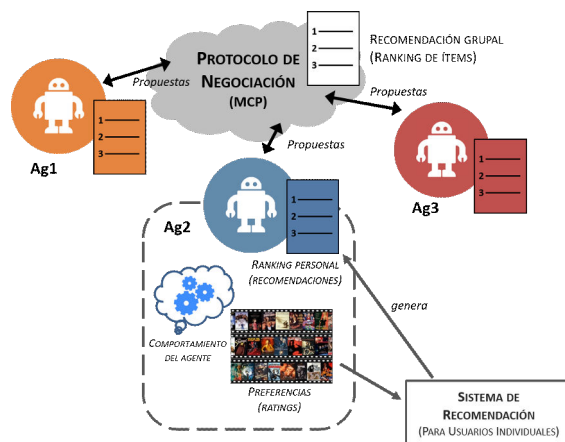 PROTOCOLO DE
NEGOCIACIÓN
(MCP)
1
2
3
RECOMENDACIÓN GRUPAL
(RANKING DE ÍTEMS)
Propuestas
Propuestas
Propuestas
Ag1
1
2
3
Ag3
1
2
3
Ag2
1
2
3
RANKING PERSONAL
(RECOMENDACIONES)
COMPORTAMIENTO
DEL AGENTE
PREFERENCIAS
(RATINGS)
genera
SISTEMA DE
RECOMENDACIÓN
(PARA USUARIOS INDIVIDUALES)